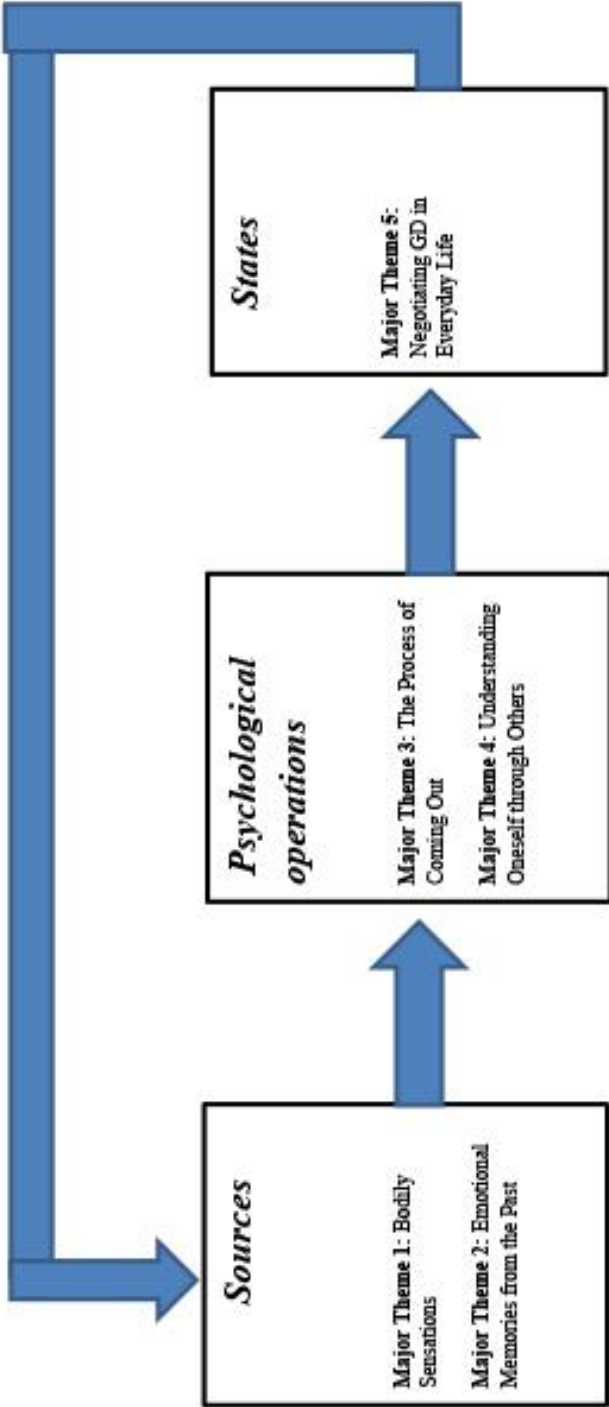 Sources
Major Theme 1: Bodily
Sensations
Major Theme 2: Emotional
Memories from the Past
Psychological
operations
Major Theme 3: The Process of
Coming Out
Major Theme 4: Understanding
Oneself through Others
States
Major Theme 5:
Negotiating GD in
Everyday Life